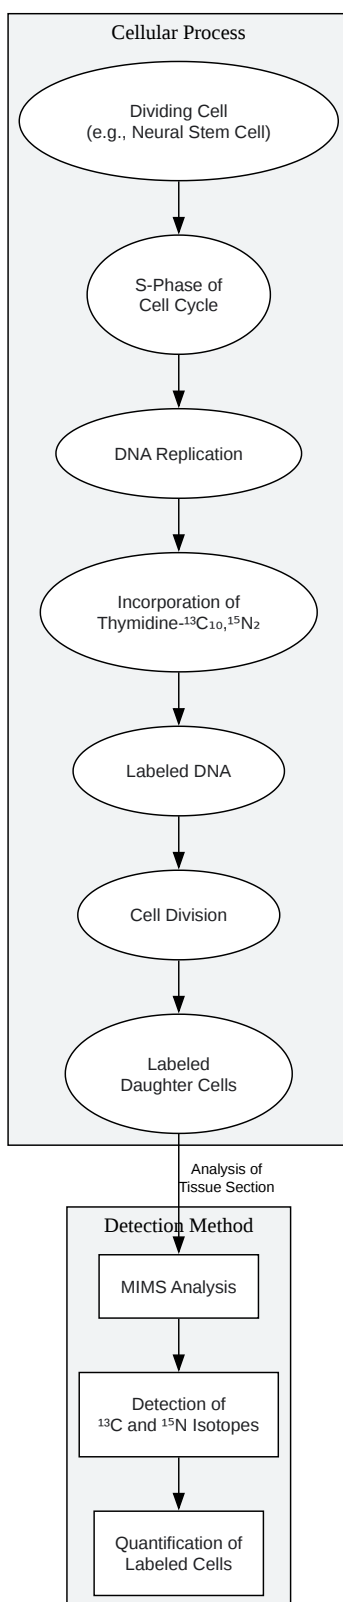 Cellular Process
Dividing Cell
(e.g., Neural Stem Cell)
S-Phase of
Cell Cycle
DNA Replication
Incorporation of
Thymidine-¹³C₁₀,¹⁵N₂
Labeled DNA
Cell Division
Labeled
Daughter Cells
Analysis of
Tissue Section
Detection Method
MIMS Analysis
Detection of
¹³C and ¹⁵N Isotopes
Quantification of
Labeled Cells